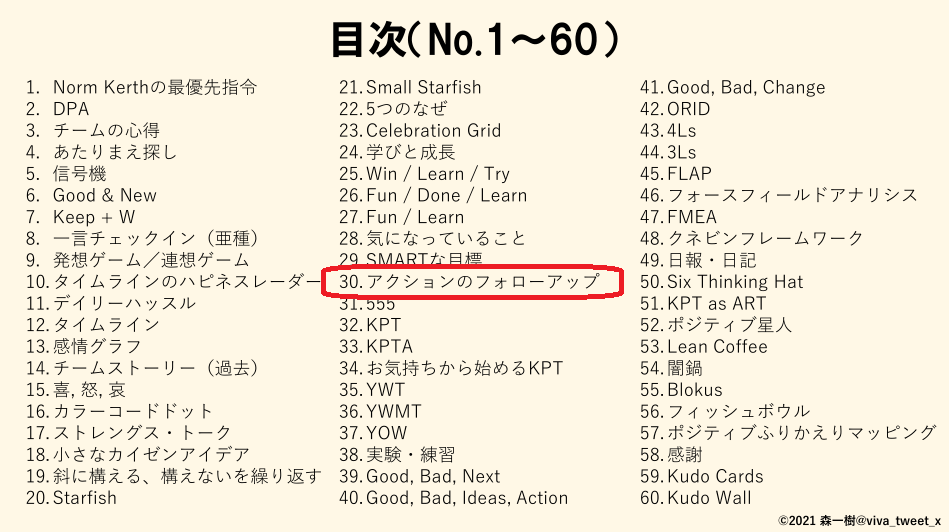 目次（No.1～60）
1. Norm Kerthの最優先指令
2. DPA
3. チームの心得
4. あたりまえ探し
5. 信号機
6. Good & New
7. Keep + W
8. 一言チェックイン（亜種）
9. 発想ゲーム／連想ゲーム
10. タイムラインのハピネスレーダー
11. デイリーハッスル
12. タイムライン
13. 感情グラフ
14. チームストーリー（過去）
15. 喜, 怒, 哀
16. カラーコードドット
17. ストレングス・トーク
18. 小さなカイゼンアイデア
19. 斜に構える、構えないを繰り返す
20. Starfish
21. Small Starfish
22. 5つのなぜ
23. Celebration Grid
24. 学びと成長
25. Win / Learn / Try
26. Fun / Done / Learn
27. Fun / Learn
28. 気になっていること
29. SMARTな目標
30. アクションのフォローアップ
31. 555
32. KPT
33. KPTA
34. お気持ちから始めるKPT
35. YWT
36. YWMT
37. YOW
38. 実験・練習
39. Good, Bad, Next
40. Good, Bad, Ideas, Action
41. Good, Bad, Change
42. ORID
43. 4Ls
44. 3Ls
45. FLAP
46. フォースフィールドアナリシス
47. FMEA
48. クネビンフレームワーク
49. 日報・日記
50. Six Thinking Hat
51. KPT as ART
52. ポジティブ星人
53. Lean Coffee
54. 闇鍋
55. Blokus
56. フィッシュボウル
57. ポジティブふりかえりマッピング
58. 感謝
59. Kudo Cards
60. Kudo Wall
©2021 森一樹@viva_tweet_x